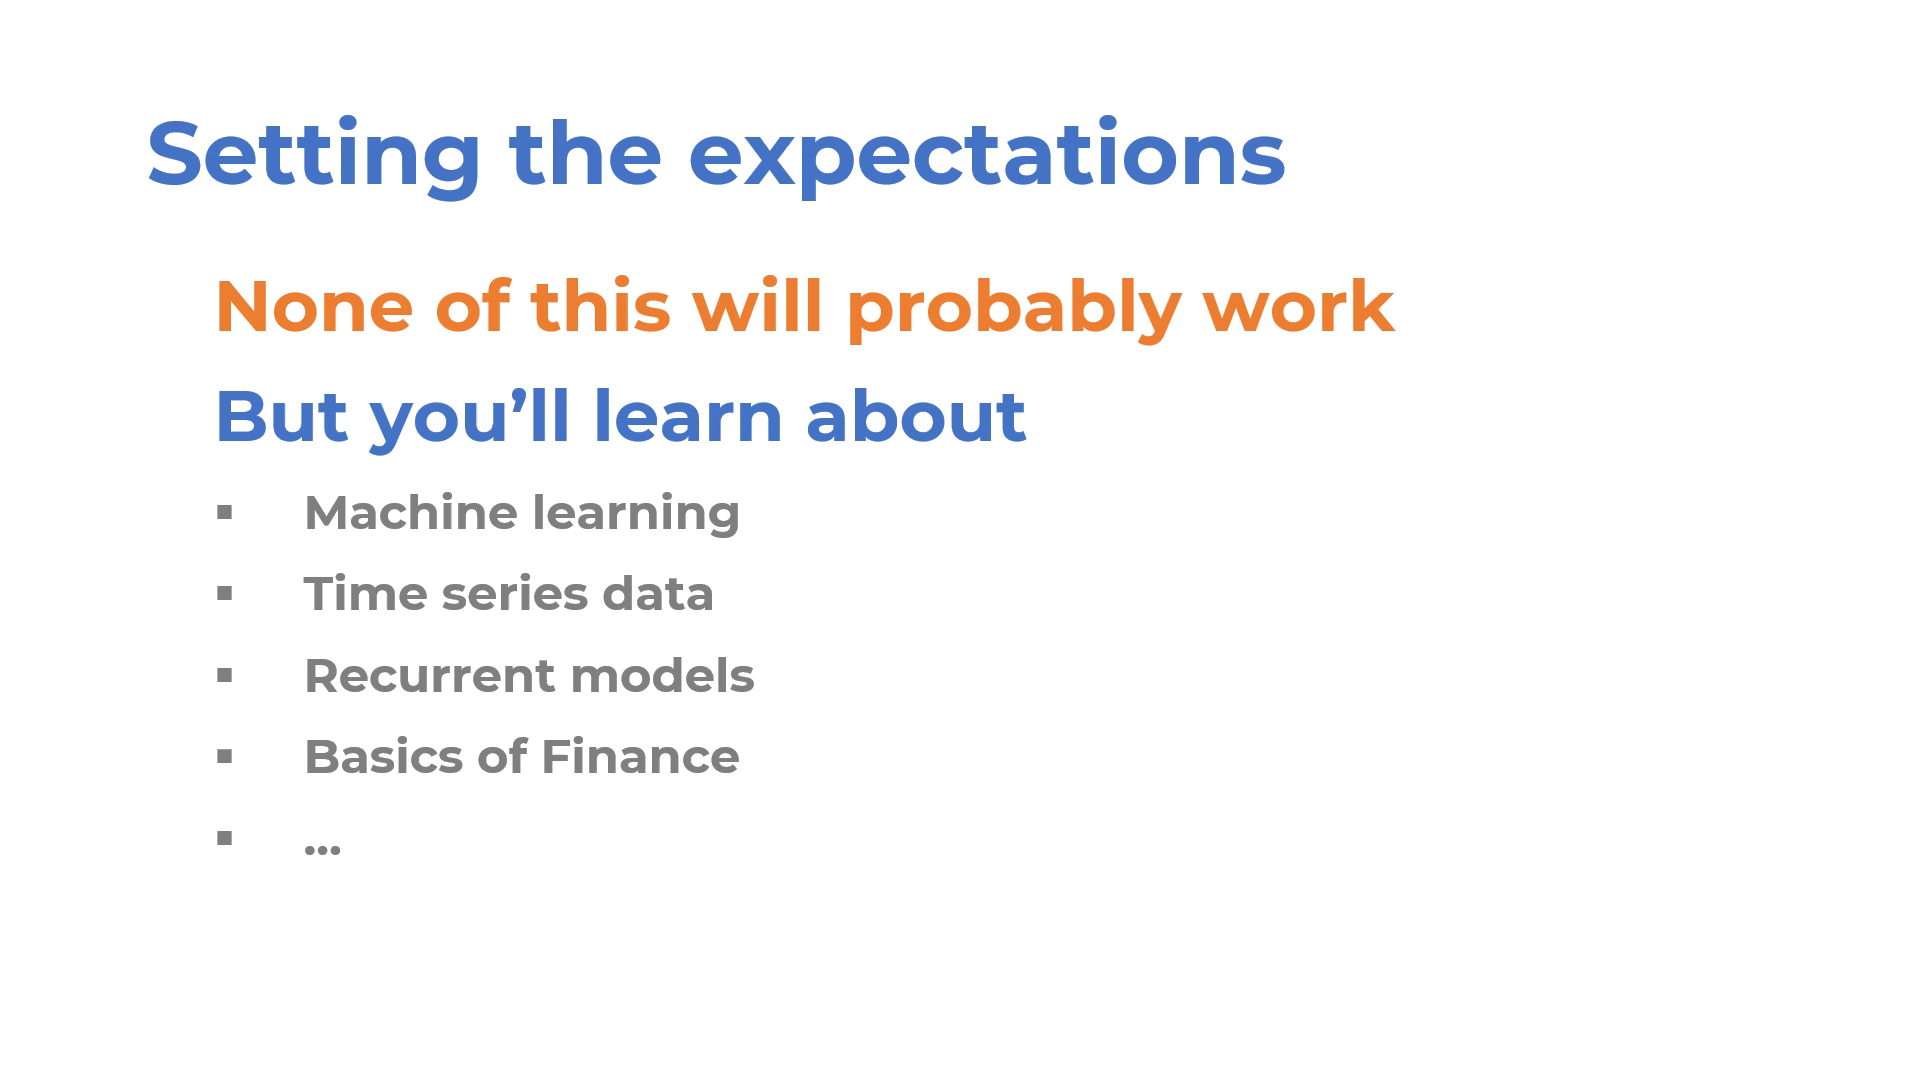 Setting the expectations
None of this will probably work
But you’ll learn about
▪ Machine learning
▪ Time series data
▪ Recurrent models
▪ Basics of Finance
▪ …